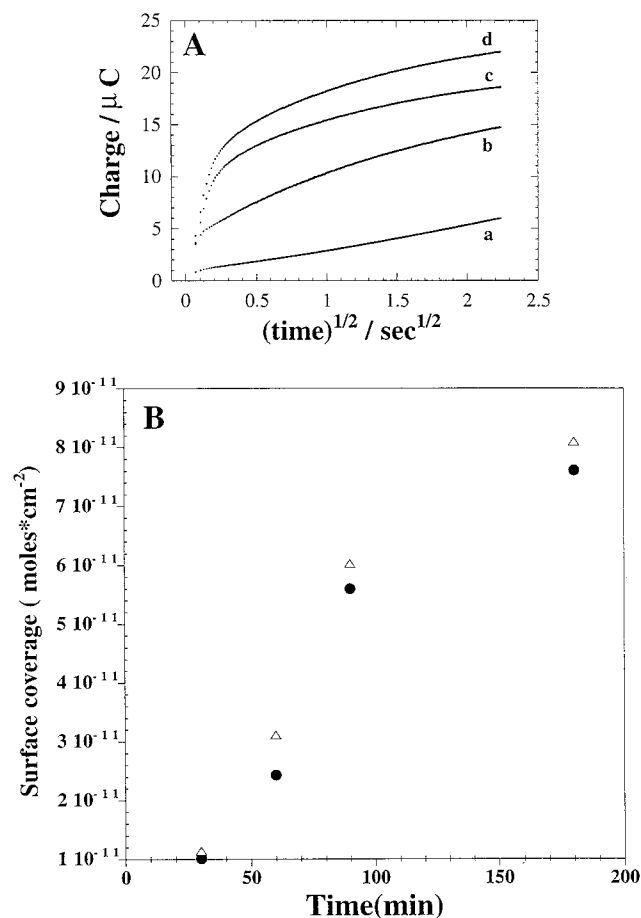 A
25
20
15
10
5
0
Charge / μ C
d
c
b
a
0
0.5
1
1.5
2
2.5
(time)^1/2 / sec^1/2
B
9 10^-11
8 10^-11
7 10^-11
6 10^-11
5 10^-11
4 10^-11
3 10^-11
2 10^-11
1 10^-11
Surface coverage ( moles*cm^-2)
0
50
100
150
200
Time(min)